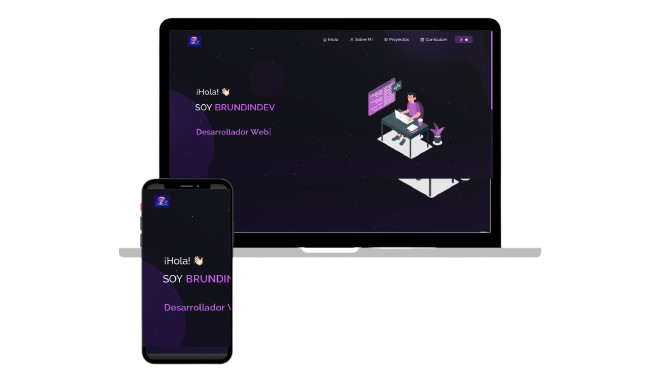 Inicio
Sobre Mi
Proyectos
Curriculum
¡Hola!
SOY BRUNDINDEV
Desarrollador Web
¡Hola!
SOY BRUNDIN
Desarrollador